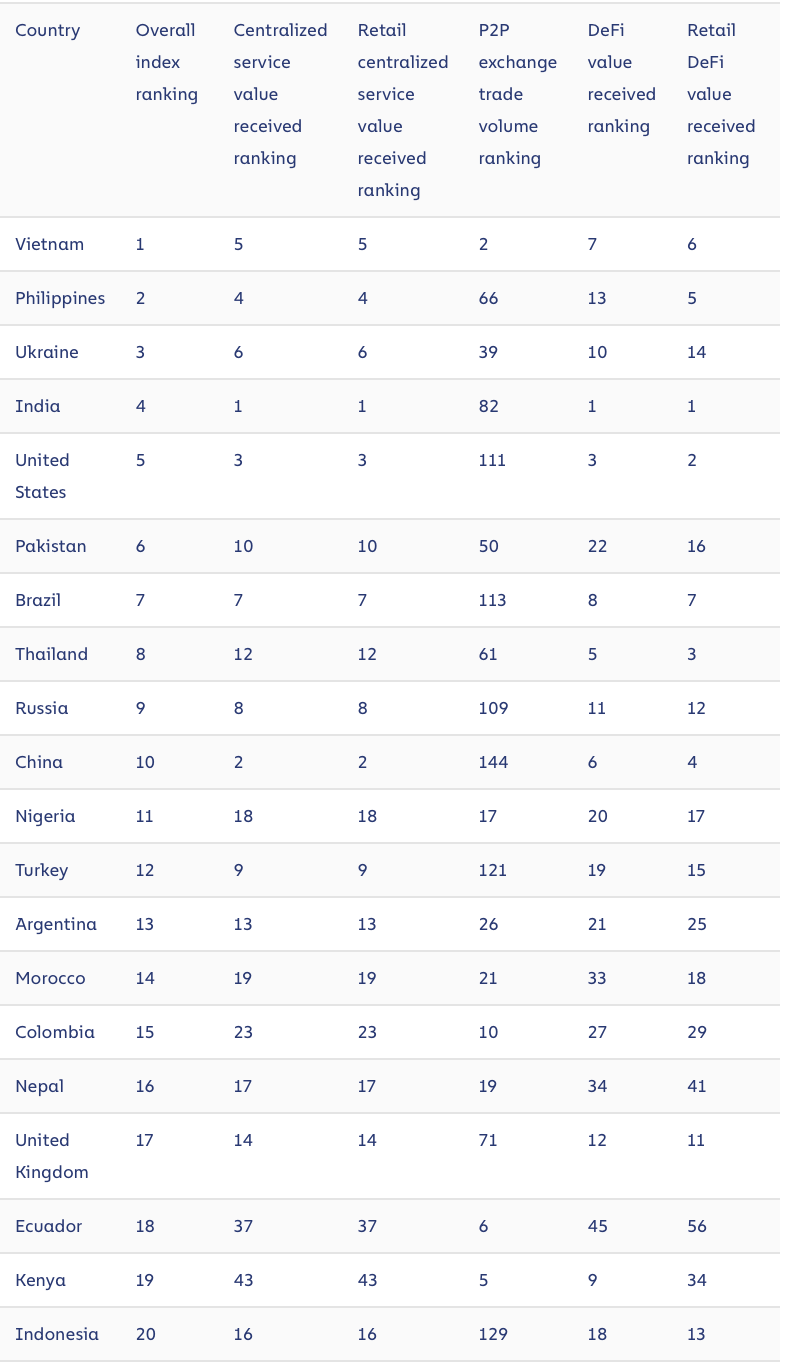 Country Overall index ranking Centralized service value received ranking Retail centralized service value received ranking P2P exchange trade volume ranking DeFi value received ranking Retail DeFi value received ranking
Vietnam 1 5 5 2 7 6
Philippines 2 4 4 66 13 5
Ukraine 3 6 6 39 10 14
India 4 1 1 82 1 1
United States 5 3 3 111 3 2
Pakistan 6 10 10 50 22 16
Brazil 7 7 7 113 8 7
Thailand 8 12 12 61 5 3
Russia 9 8 8 109 11 12
China 10 2 2 144 6 4
Nigeria 11 18 18 17 20 17
Turkey 12 9 9 121 19 15
Argentina 13 13 13 26 21 25
Morocco 14 19 19 21 33 18
Colombia 15 23 23 10 27 29
Nepal 16 17 17 19 34 41
United Kingdom 17 14 14 71 12 11
Ecuador 18 37 37 6 45 56
Kenya 19 43 43 5 9 34
Indonesia 20 16 16 129 18 13